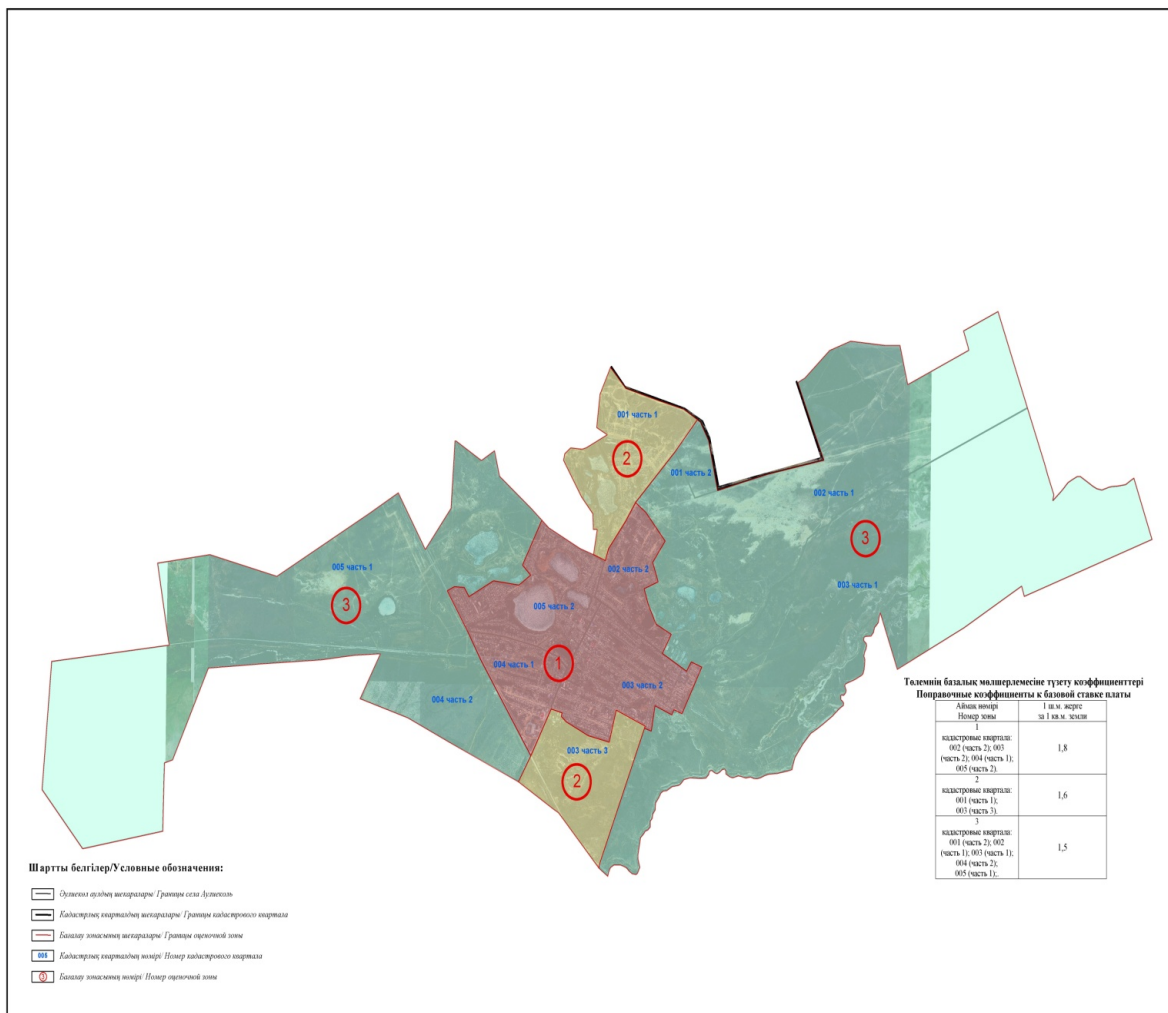 001 часть 1
2
001 часть 2
002 часть 1
3
003 часть 1
002 часть 2
005 часть 1
3
005 часть 2
004 часть 1
1
003 часть 2
004 часть 2
003 часть 3
2
Төлемнің базалық мөлшерлемесіне түзету коэффициенттері
Поправочные коэффициенты к базовой ставке платы
Аймақ нөмірі
Номер зоны
1 ш.м. жерге
за 1 кв.м. земли
1
кадастровые квартала:
002 (часть 2); 003
(часть 2); 004 (часть 1);
005 (часть 2).
1,8
2
кадастровые квартала:
001 (часть 1);
003 (часть 3).
1,6
3
кадастровые квартала:
001 (часть 2); 002
(часть 1); 003 (часть 1);
004 (часть 2);
005 (часть 1);.
1,5
Шартты белгілер/Условные обозначения:
Әулиекол ауядың шекаралары/ Границы села Аулиеколь
Кадастрлық кварталдың шекаралары/ Границы кадастрового квартала
Бағалау зонасының шекаралары/ Границы оценочной зоны
006 Кадастрлық кварталдың нөмірі/ Номер кадастрового квартала
3 Бағалау зонасының нөмірі/ Номер оценочной зоны